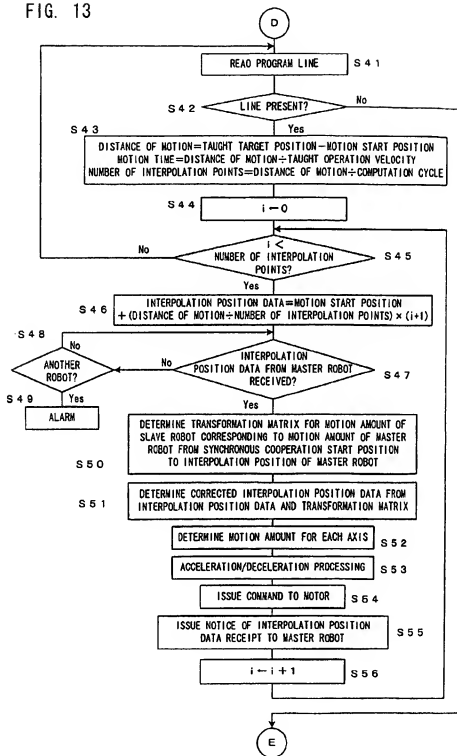 FIG. 13
D
READ PROGRAM LINE
S41
S42
LINE PRESENT?
No
Yes
S43
DISTANCE OF MOTION=TAUGHT TARGET POSITION−MOTION START POSITION
MOTION TIME=DISTANCE OF MOTION÷TAUGHT OPERATION VELOCITY
NUMBER OF INTERPOLATION POINTS=DISTANCE OF MOTION÷COMPUTATION CYCLE
S44
i←0
No
i <
NUMBER OF INTERPOLATION
POINTS?
S45
Yes
S46
INTERPOLATION POSITION DATA=MOTION START POSITION
+ (DISTANCE OF MOTION÷NUMBER OF INTERPOLATION POINTS) × (i+1)
S48
No
ANOTHER
ROBOT?
No
INTERPOLATION
POSITION DATA FROM MASTER ROBOT
RECEIVED?
S47
S49
Yes
ALARM
Yes
DETERMINE TRANSFORMATION MATRIX FOR MOTION AMOUNT OF
SLAVE ROBOT CORRESPONDING TO MOTION AMOUNT OF MASTER
ROBOT FROM SYNCHRONOUS COOPERATION START POSITION
TO INTERPOLATION POSITION OF MASTER ROBOT
S50
S51
DETERMINE CORRECTED INTERPOLATION POSITION DATA FROM
INTERPOLATION POSITION DATA AND TRANSFORMATION MATRIX
DETERMINE MOTION AMOUNT FOR EACH AXIS
S52
ACCELERATION/DECELERATION PROCESSING
S53
ISSUE COMMAND TO MOTOR
S54
ISSUE NOTICE OF INTERPOLATION POSITION
DATA RECEIPT TO MASTER ROBOT
S55
i←i+1
S56
E